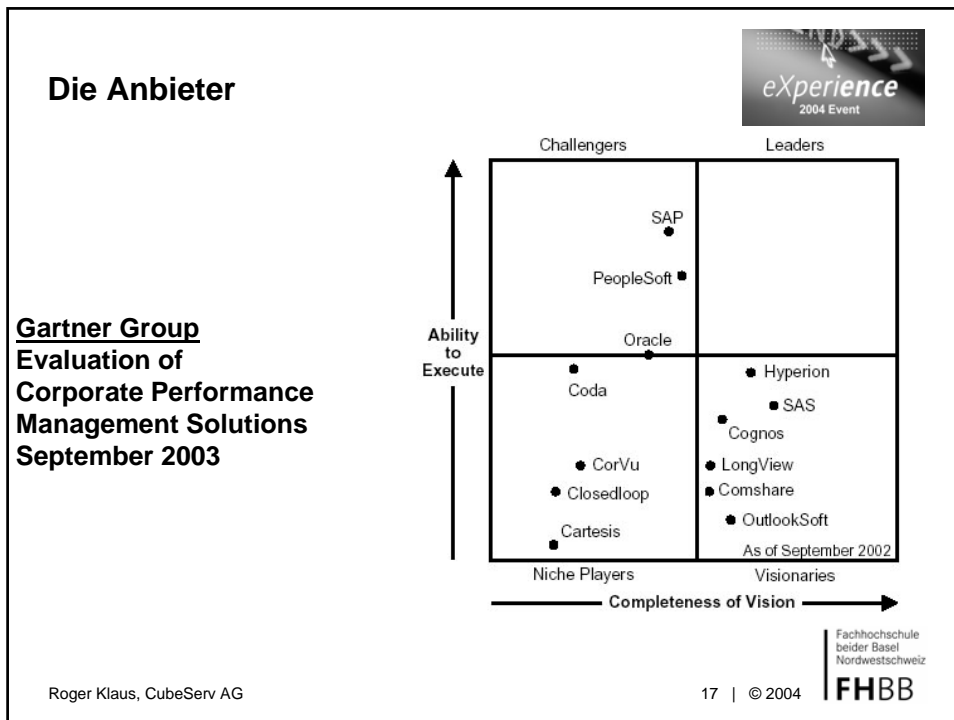 Die Anbieter
eXperience
2004 Event
Gartner Group
Evaluation of
Corporate Performance
Management Solutions
September 2003
Challengers
Leaders
Ability
to
Execute
SAP
PeopleSoft
Oracle
Coda
Hyperion
SAS
Cognos
CorVu
LongView
Closedloop
Comshare
OutlookSoft
Cartesis
As of September 2002
Niche Players
Visionaries
Completeness of Vision
Roger Klaus, CubeServ AG
17 | © 2004
Fachhochschule
beider Basel
Nordwestschweiz
FHBB